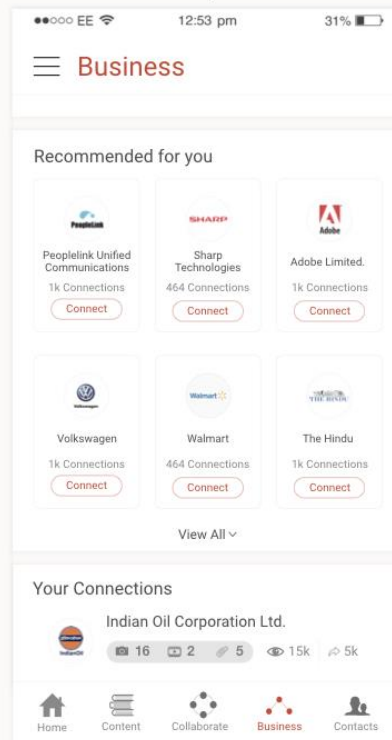 EE 12:53 pm 31%
Business
Recommended for you
PeopleLink
SHARP
Adobe
Peoplelink Unified
Communications
Sharp
Technologies
Adobe Limited.
1k Connections
464 Connections
1k Connections
Connect
Connect
Connect
Walmart
THE HINDU
Volkswagen
Walmart
The Hindu
1k Connections
464 Connections
1k Connections
Connect
Connect
Connect
View All
Your Connections
Indian Oil Corporation Ltd.
16 2 5 15k 5k
Home
Content
Collaborate
Business
Contacts